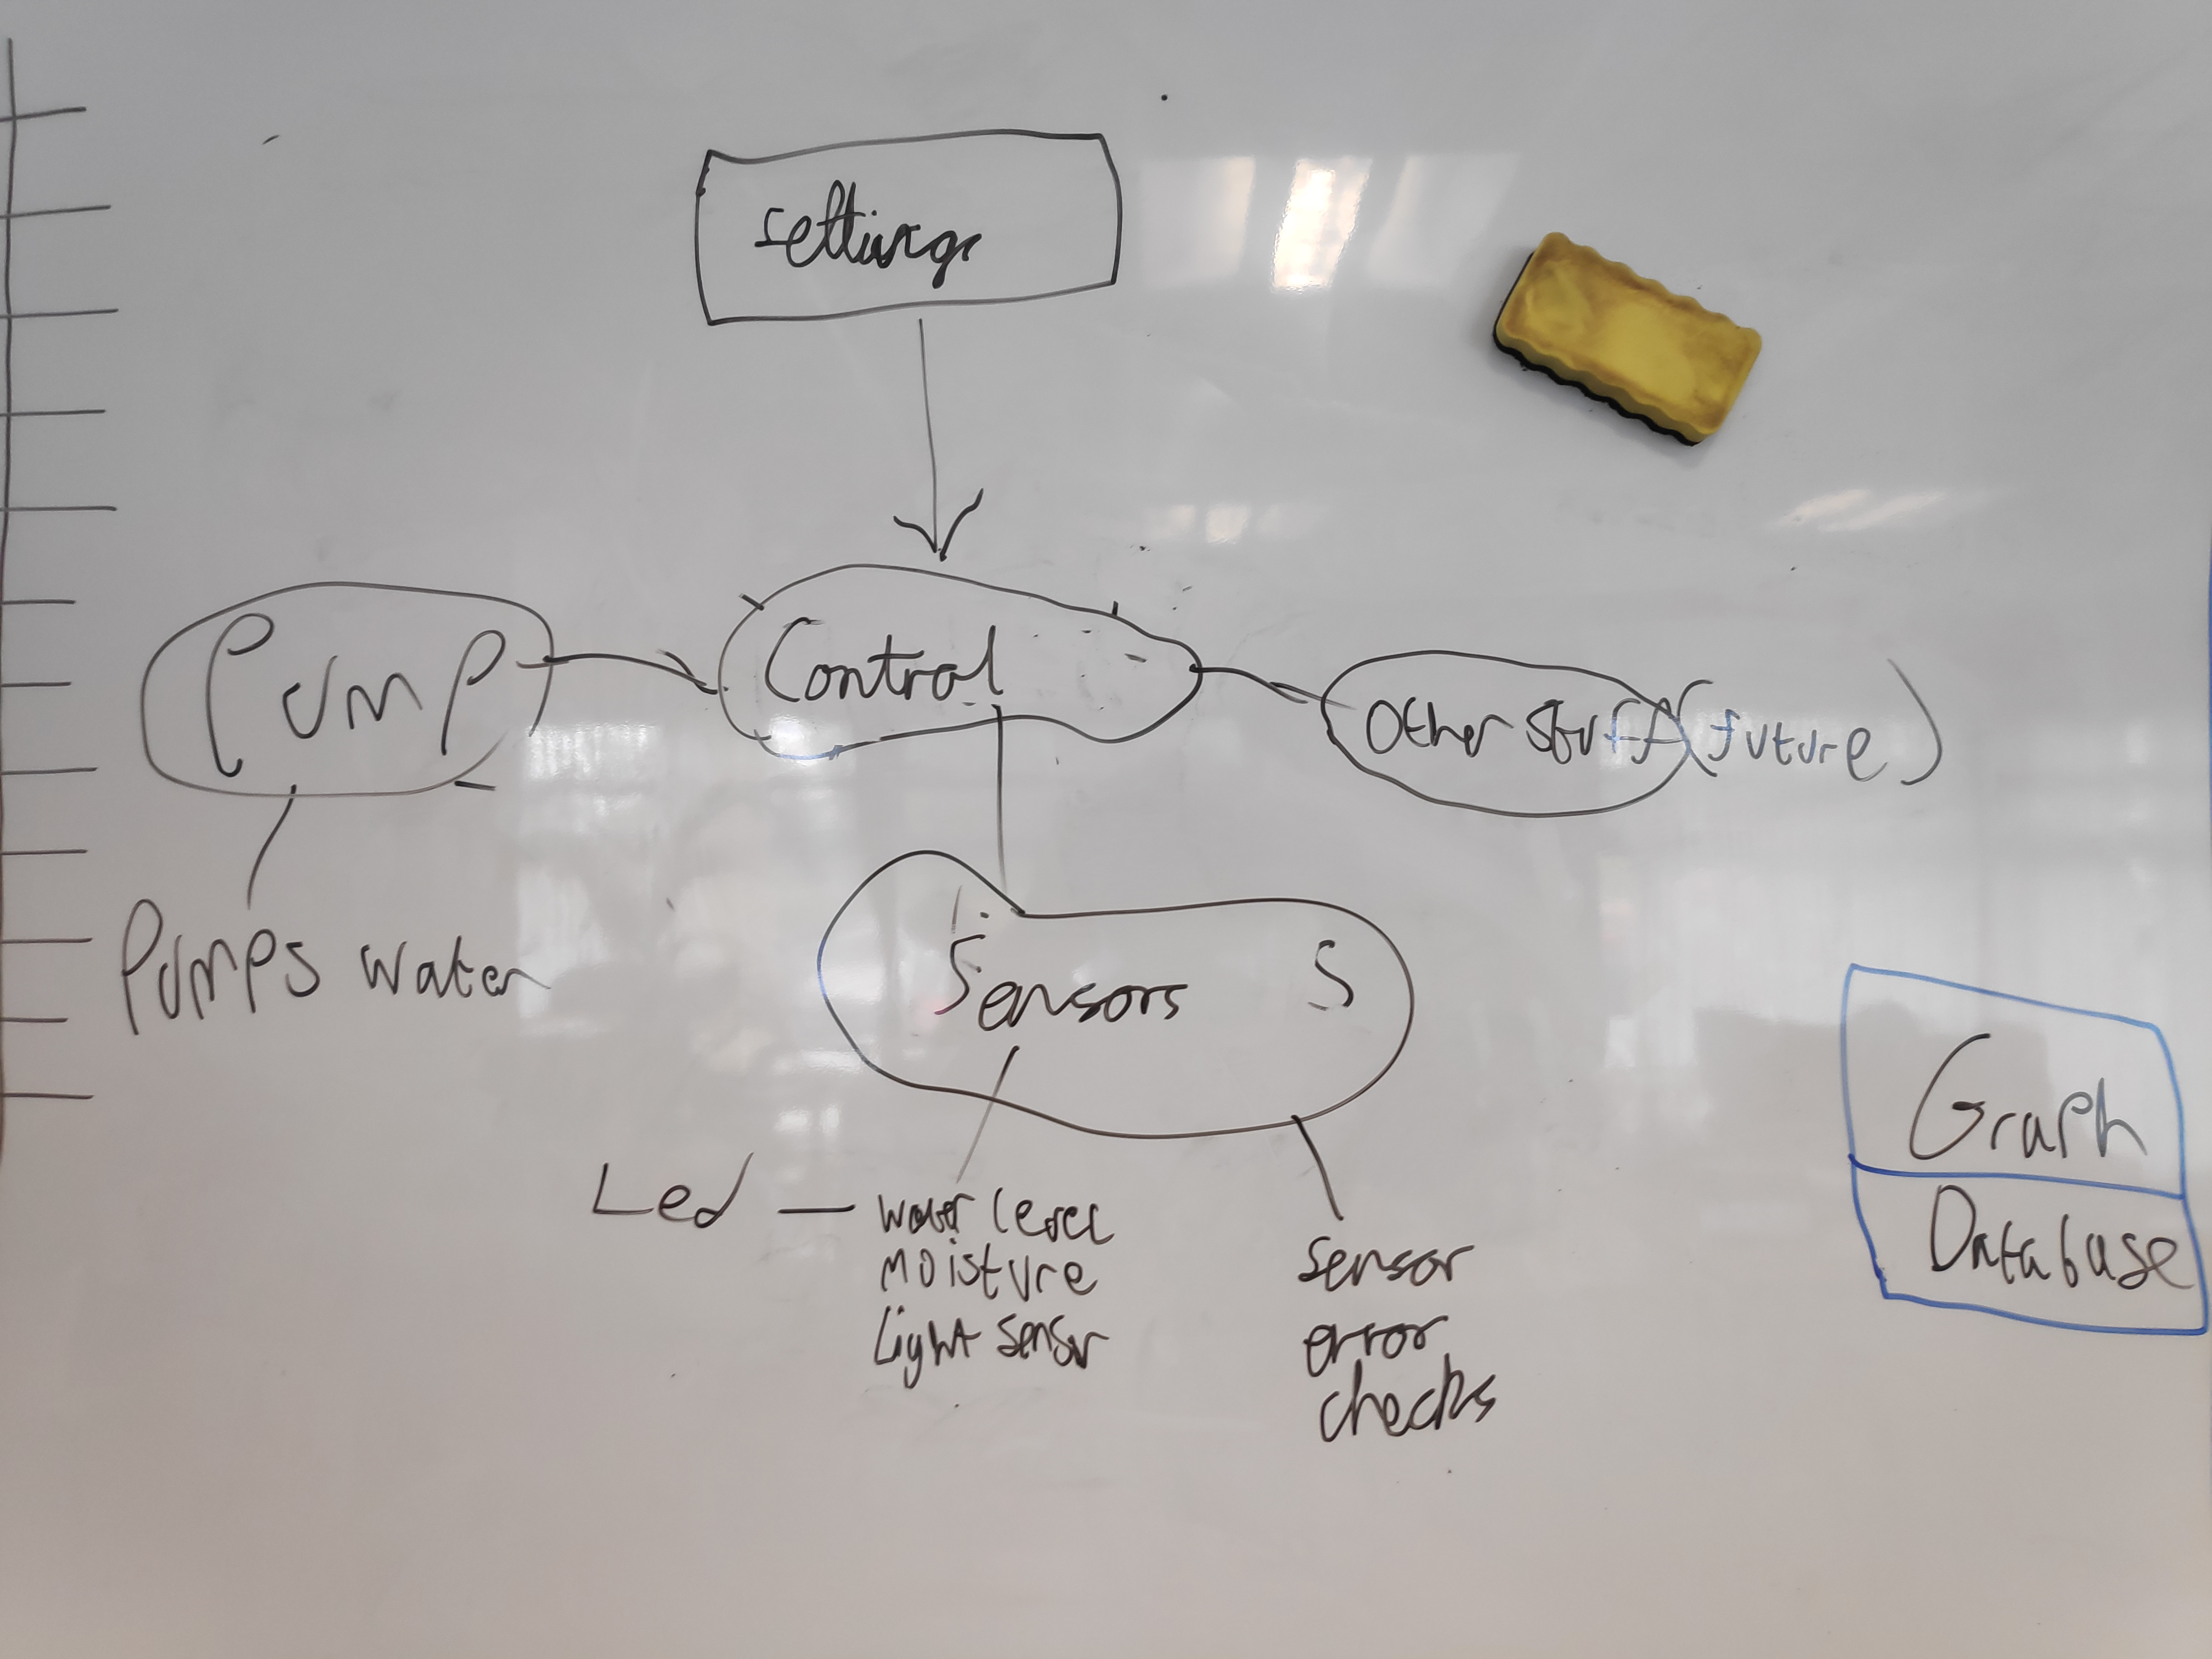 settings
Pump
Control
Other stuff (future)
Pumps water
Sensors S
Led — water level
moisture
Light sensor
sensor
error
checks
Graph
Database